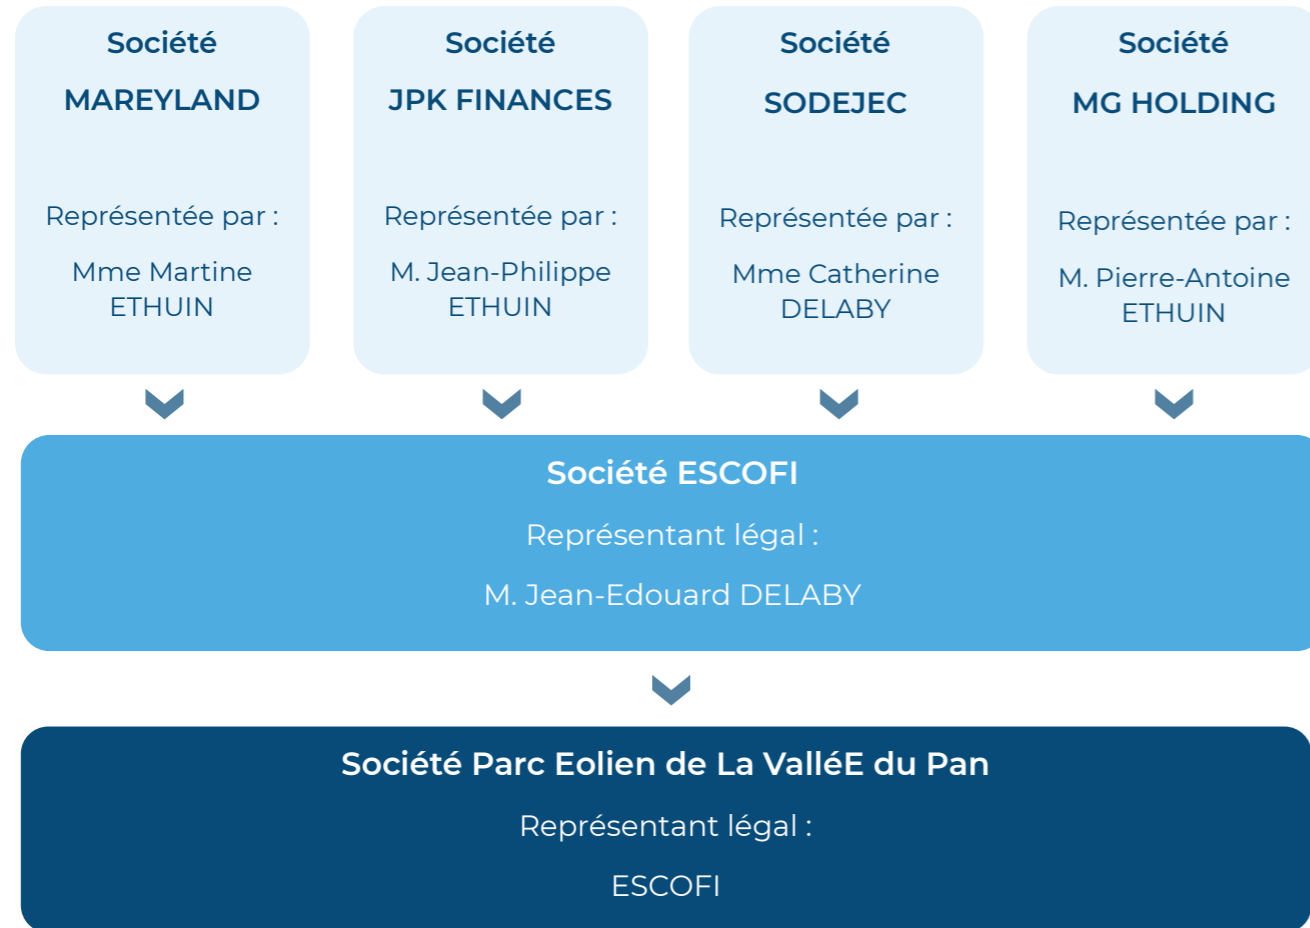 Société
MAREYLAND
Représentée par :
Mme Martine
ETHUIN
Société
JPK FINANCES
Représentée par :
M. Jean-Philippe
ETHUIN
Société
SODEJEC
Représentée par :
Mme Catherine
DELABY
Société
MG HOLDING
Représentée par :
M. Pierre-Antoine
ETHUIN
Société ESCOFI
Représentant légal :
M. Jean-Edouard DELABY
Société Parc Eolien de La ValléE du Pan
Représentant légal :
ESCOFI